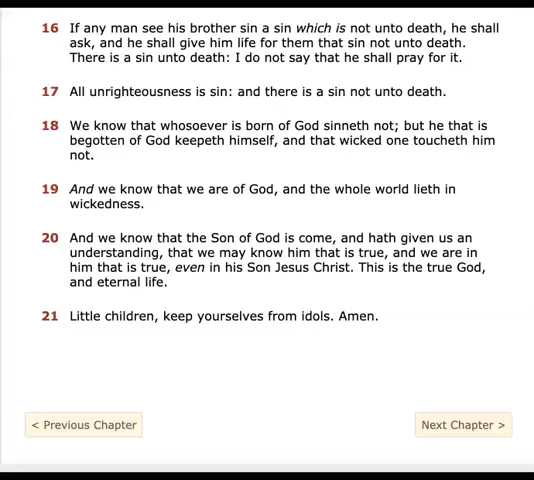 16 If any man see his brother sin a sin which is not unto death, he shall
ask, and he shall give him life for them that sin not unto death.
There is a sin unto death: I do not say that he shall pray for it.
17 All unrighteousness is sin: and there is a sin not unto death.
18 We know that whosoever is born of God sinneth not; but he that is
begotten of God keepeth himself, and that wicked one toucheth him
not.
19 And we know that we are of God, and the whole world lieth in
wickedness.
20 And we know that the Son of God is come, and hath given us an
understanding, that we may know him that is true, and we are in
him that is true, even in his Son Jesus Christ. This is the true God,
and eternal life.
21 Little children, keep yourselves from idols. Amen.
< Previous Chapter
Next Chapter >